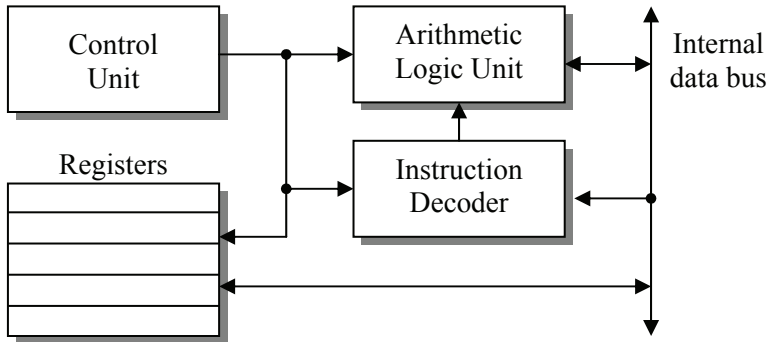 Control
Unit
Arithmetic
Logic Unit
Internal
data bus
Registers
Instruction
Decoder